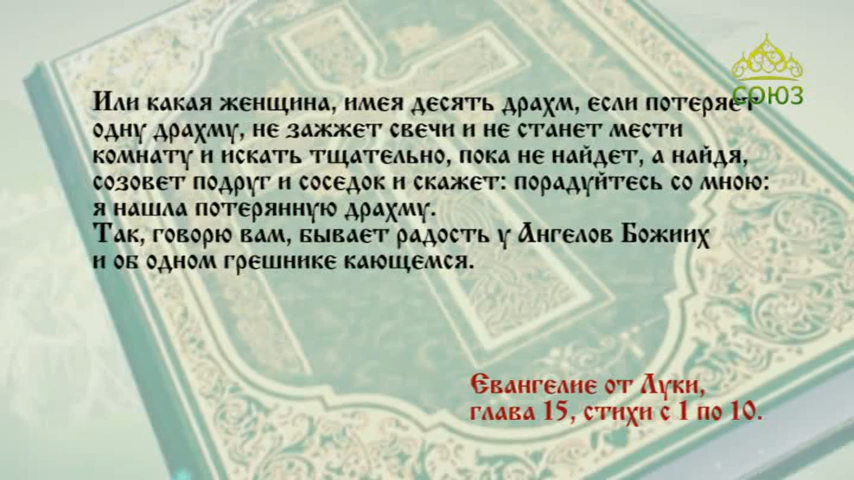 Или какая женщина, имея десять драхм, если потеряет
одну драхму, не зажжет свечи и не станет мести
комнату и искать тщательно, пока не найдет, а найдя,
созовет подруг и соседок и скажет: порадуйтесь со мною:
я нашла потерянную драхму.
Так, говорю вам, бывает радость у Ангелов Божиих
и об одном грешнике кающемся.
Евангелие от Луки,
глава 15, стихи с 1 по 10.
СОЮЗ